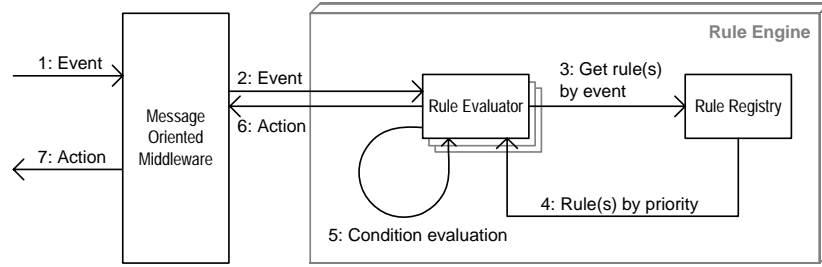 Rule Engine
1: Event
2: Event
3: Get rule(s)
by event
Message
Oriented
Middleware
Rule Evaluator
Rule Registry
6: Action
7: Action
4: Rule(s) by priority
5: Condition evaluation